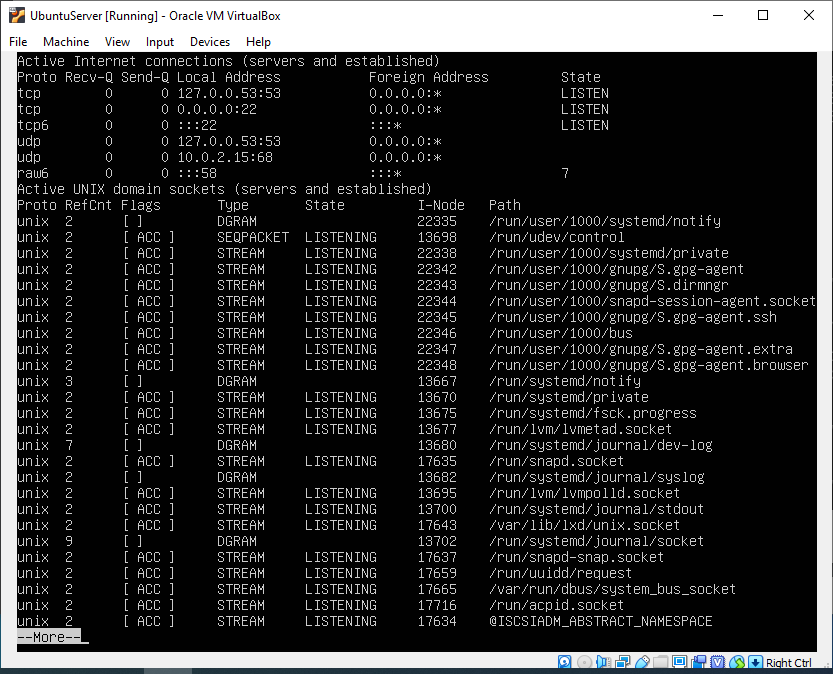 UbuntuServer [Running] - Oracle VM VirtualBox
File Machine View Input Devices Help
Active Internet connections (servers and established)
Proto Recv-Q Send-Q Local Address Foreign Address State
tcp 0 0 127.0.0.53:53 0.0.0.0:* LISTEN
tcp 0 0 0.0.0.0:22 0.0.0.0:* LISTEN
tcp6 0 0 :::22 :::* LISTEN
udp 0 0 127.0.0.53:53 0.0.0.0:*
udp 0 0 10.0.2.15:68 0.0.0.0:*
raw6 0 0 :::58 :::* 7
Active UNIX domain sockets (servers and established)
Proto RefCnt Flags Type State I-Node Path
unix 2 [ ] DGRAM 22335 /run/user/1000/systemd/notify
unix 2 [ ACC ] SEQPACKET LISTENING 13698 /run/udev/control
unix 2 [ ACC ] STREAM LISTENING 22338 /run/user/1000/systemd/private
unix 2 [ ACC ] STREAM LISTENING 22342 /run/user/1000/gnupg/S.gpg-agent
unix 2 [ ACC ] STREAM LISTENING 22343 /run/user/1000/gnupg/S.dirmngr
unix 2 [ ACC ] STREAM LISTENING 22344 /run/user/1000/snapd-session-agent.socket
unix 2 [ ACC ] STREAM LISTENING 22345 /run/user/1000/gnupg/S.gpg-agent.ssh
unix 2 [ ACC ] STREAM LISTENING 22346 /run/user/1000/bus
unix 2 [ ACC ] STREAM LISTENING 22347 /run/user/1000/gnupg/S.gpg-agent.extra
unix 2 [ ACC ] STREAM LISTENING 22348 /run/user/1000/gnupg/S.gpg-agent.browser
unix 3 [ ] DGRAM 13667 /run/systemd/notify
unix 2 [ ACC ] STREAM LISTENING 13670 /run/systemd/private
unix 2 [ ACC ] STREAM LISTENING 13675 /run/systemd/fsck.progress
unix 2 [ ACC ] STREAM LISTENING 13677 /run/lvm/lvmetad.socket
unix 7 [ ] DGRAM 13680 /run/systemd/journal/dev-log
unix 2 [ ACC ] STREAM LISTENING 17635 /run/snapd.socket
unix 2 [ ] DGRAM 13682 /run/systemd/journal/syslog
unix 2 [ ACC ] STREAM LISTENING 13695 /run/lvm/lvmpolld.socket
unix 2 [ ACC ] STREAM LISTENING 13700 /run/systemd/journal/stdout
unix 2 [ ACC ] STREAM LISTENING 17643 /var/lib/lxd/unix.socket
unix 9 [ ] DGRAM 13702 /run/systemd/journal/socket
unix 2 [ ACC ] STREAM LISTENING 17637 /run/snapd-snap.socket
unix 2 [ ACC ] STREAM LISTENING 17659 /run/uuidd/request
unix 2 [ ACC ] STREAM LISTENING 17665 /var/run/dbus/system_bus_socket
unix 2 [ ACC ] STREAM LISTENING 17716 /run/acpid.socket
unix 2 [ ACC ] STREAM LISTENING 17634 @ISCSIADM_ABSTRACT_NAMESPACE
--More--
Right Ctrl